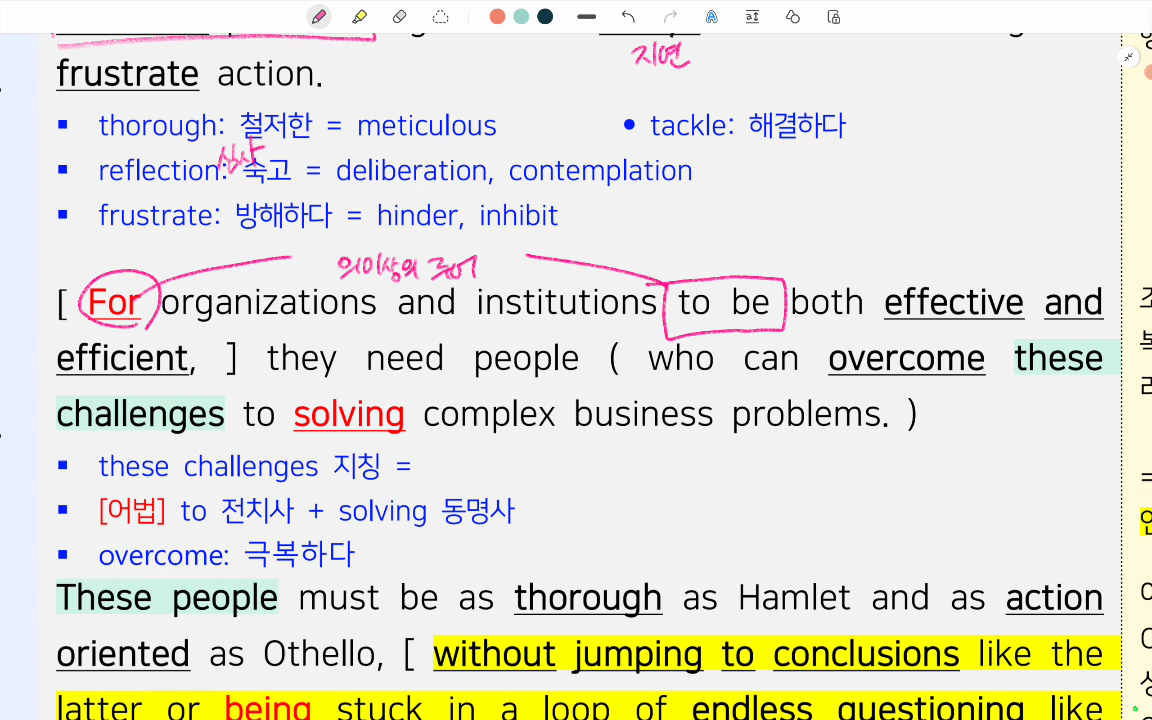 지연
frustrate action.
▪ thorough: 철저한 = meticulous • tackle: 해결하다
심사
▪ reflection: 숙고 = deliberation, contemplation
▪ frustrate: 방해하다 = hinder, inhibit
의미상의 주어
[ For organizations and institutions to be both effective and
efficient, ] they need people ( who can overcome these
challenges to solving complex business problems. )
▪ these challenges 지칭 =
▪ [어법] to 전치사 + solving 동명사
▪ overcome: 극복하다
These people must be as thorough as Hamlet and as action
oriented as Othello, [ without jumping to conclusions like the
latter or being stuck in a loop of endless questioning like